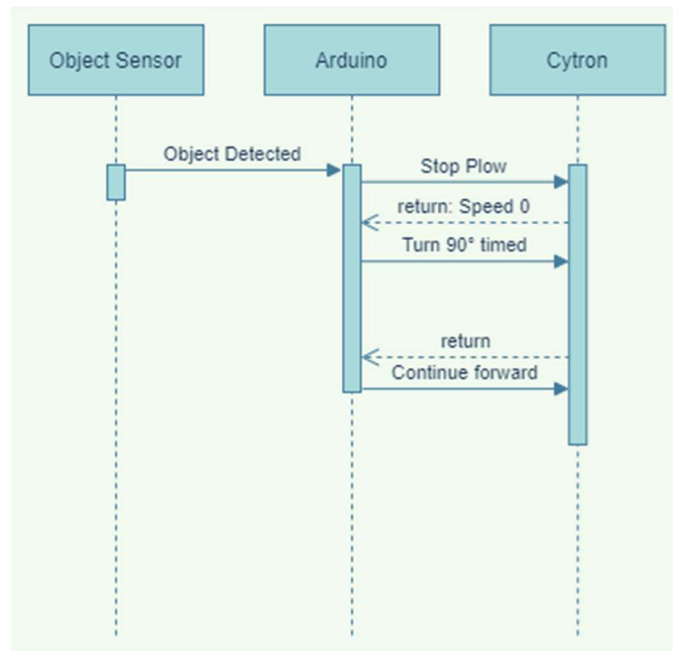 Object Sensor
Arduino
Cytron
Object Detected
Stop Plow
return: Speed 0
Turn 90° timed
return
Continue forward